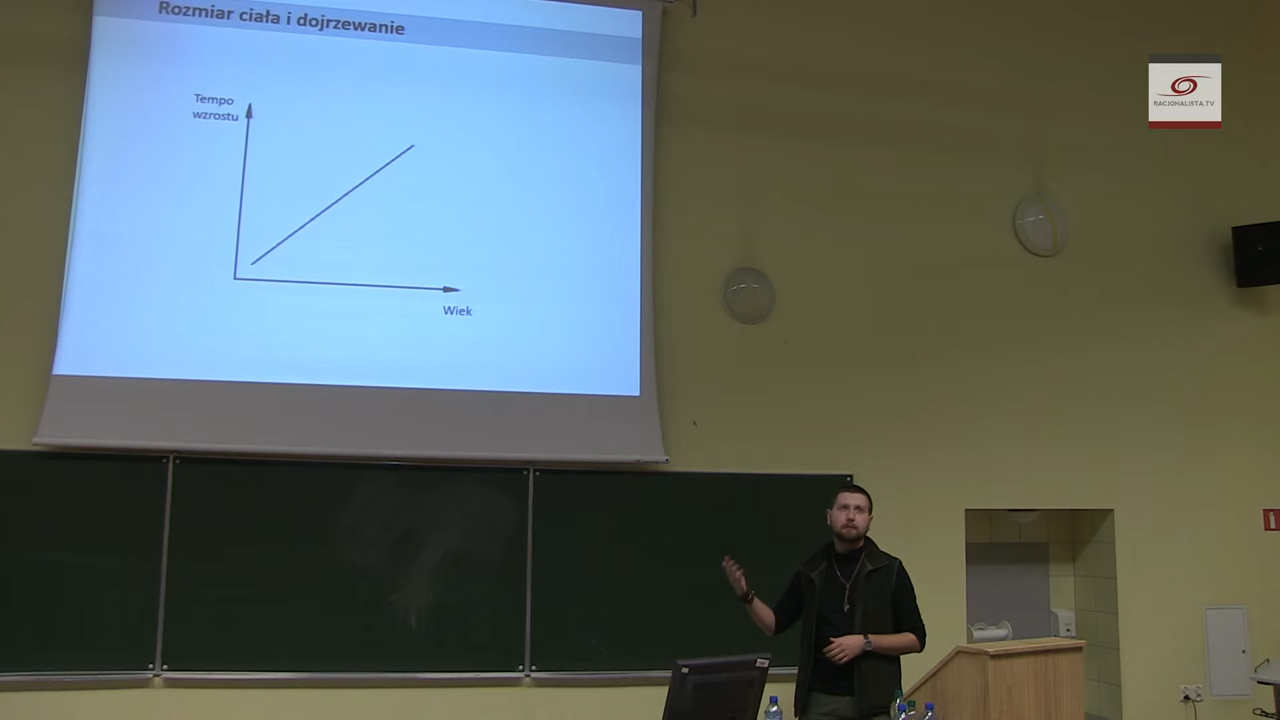 Rozmiar ciała i dojrzewanie
Tempo
wzrostu
Wiek
RACJONALISTA.TV